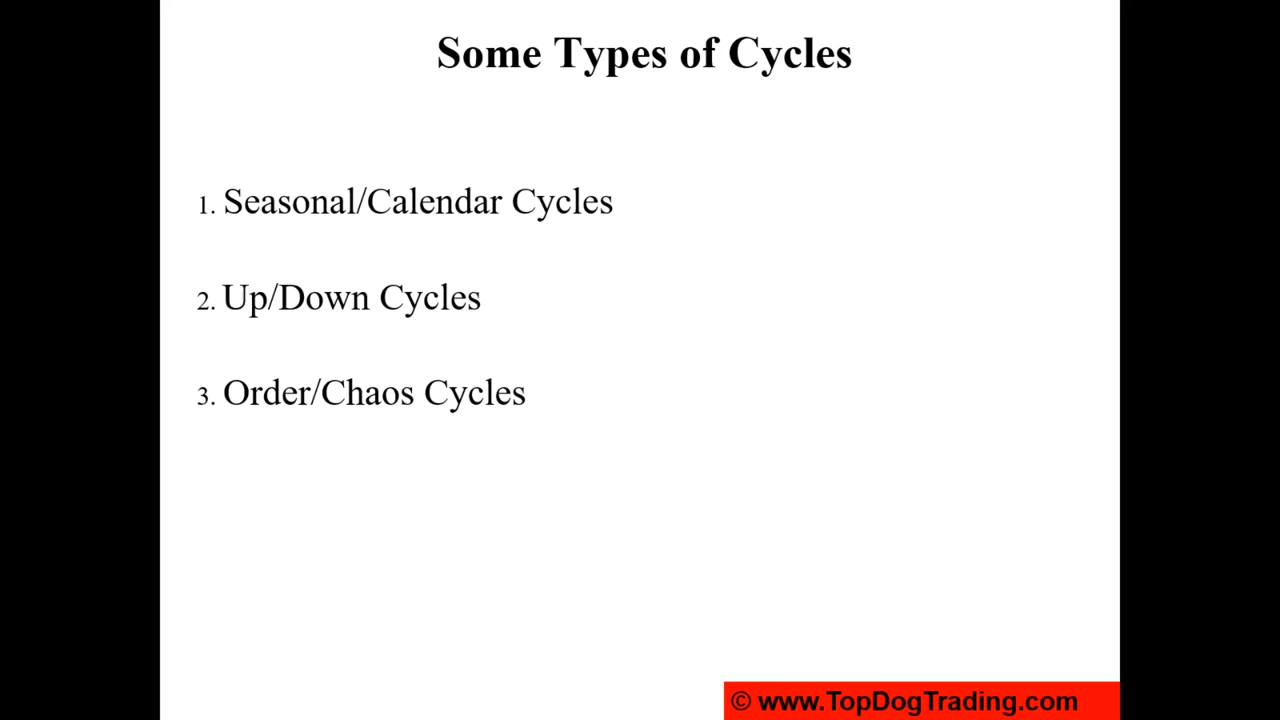 Some Types of Cycles
1. Seasonal/Calendar Cycles
2. Up/Down Cycles
3. Order/Chaos Cycles
© www.TopDogTrading.com